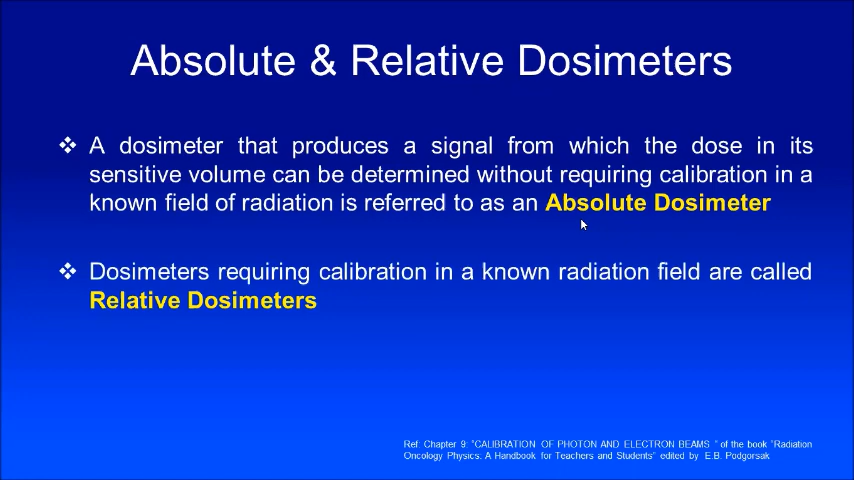 Absolute & Relative Dosimeters
❖ A dosimeter that produces a signal from which the dose in its
sensitive volume can be determined without requiring calibration in a
known field of radiation is referred to as an Absolute Dosimeter
❖ Dosimeters requiring calibration in a known radiation field are called
Relative Dosimeters
Ref: Chapter 9: "CALIBRATION OF PHOTON AND ELECTRON BEAMS " of the book "Radiation
Oncology Physics: A Handbook for Teachers and Students" edited by E.B. Podgorsak